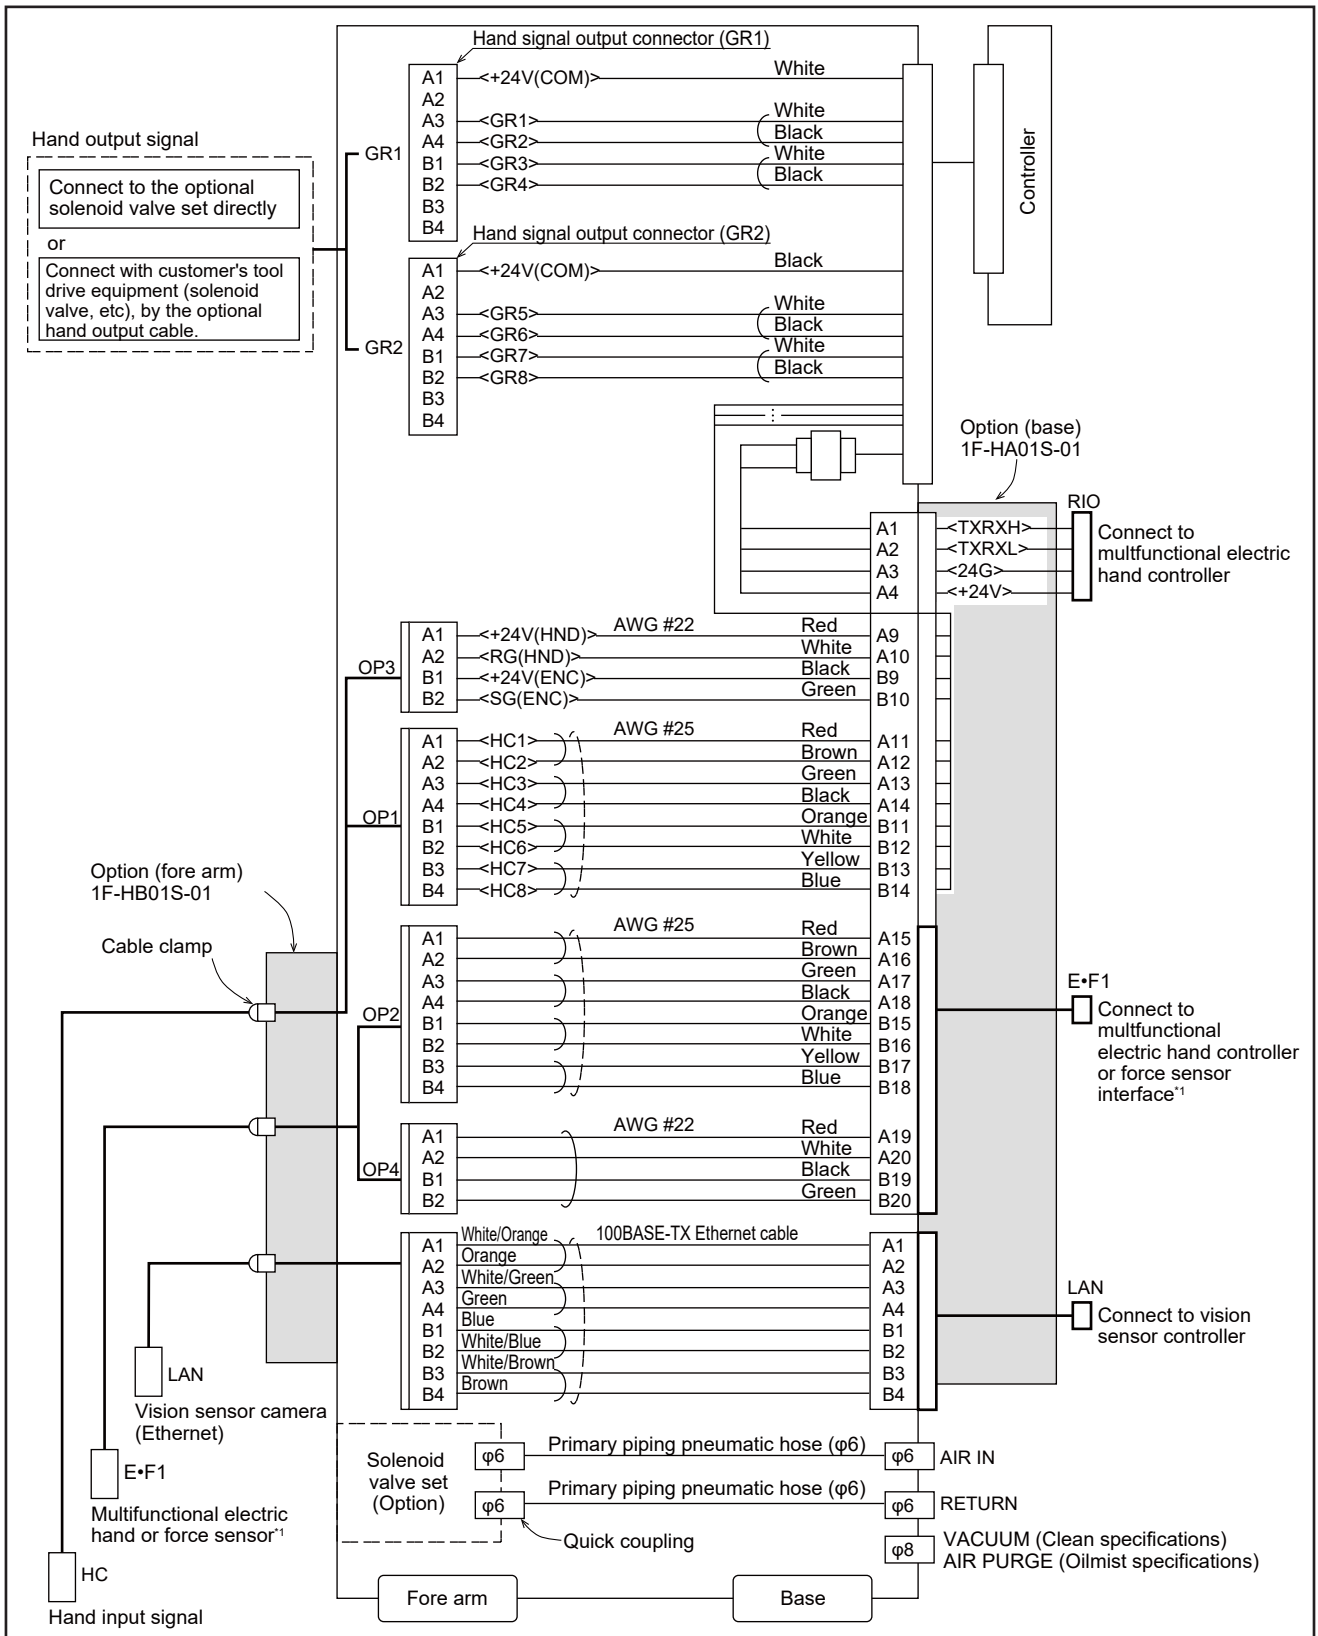 Hand signal output connector (GR1)
A1 <+24V(COM)> White
A2
A3 <GR1> White
A4 <GR2> Black
B1 <GR3> White
B2 <GR4> Black
B3
B4
GR1
Controller
Hand output signal
Connect to the optional
solenoid valve set directly
or
Connect with customer's tool
drive equipment (solenoid
valve, etc), by the optional
hand output cable.
Hand signal output connector (GR2)
A1 <+24V(COM)> Black
A2
A3 <GR5> White
A4 <GR6> Black
B1 <GR7> White
B2 <GR8> Black
B3
B4
GR2
Option (base)
1F-HA01S-01
RIO
A1 <TXRXH>
A2 <TXRXL>
A3 <24G>
A4 <+24V>
Connect to
multfunctional electric
hand controller
OP3
A1 <+24V(HND)> AWG #22 Red A9
A2 <RG(HND)> White A10
B1 <+24V(ENC)> Black B9
B2 <SG(ENC)> Green B10
OP1
A1 <HC1> AWG #25 Red A11
A2 <HC2> Brown A12
A3 <HC3> Green A13
A4 <HC4> Black A14
B1 <HC5> Orange B11
B2 <HC6> White B12
B3 <HC7> Yellow B13
B4 <HC8> Blue B14
Option (fore arm)
1F-HB01S-01
Cable clamp
OP2
A1 AWG #25 Red A15
A2 Brown A16
A3 Green A17
A4 Black A18
B1 Orange B15
B2 White B16
B3 Yellow B17
B4 Blue B18
E•F1
Connect to
multfunctional
electric hand controller
or force sensor
interface*1
OP4
A1 AWG #22 Red A19
A2 White A20
B1 Black B19
B2 Green B20
A1 White/Orange 100BASE-TX Ethernet cable A1
A2 Orange A2
A3 White/Green A3
A4 Green A4
B1 Blue B1
B2 White/Blue B2
B3 White/Brown B3
B4 Brown B4
LAN
Connect to vision
sensor controller
LAN
Vision sensor camera
(Ethernet)
E•F1
Multifunctional electric
hand or force sensor*1
HC
Hand input signal
Solenoid
valve set
(Option)
φ6 Primary piping pneumatic hose (φ6) φ6 AIR IN
φ6 Primary piping pneumatic hose (φ6) φ6 RETURN
Quick coupling
φ8 VACUUM (Clean specifications)
AIR PURGE (Oilmist specifications)
Fore arm
Base